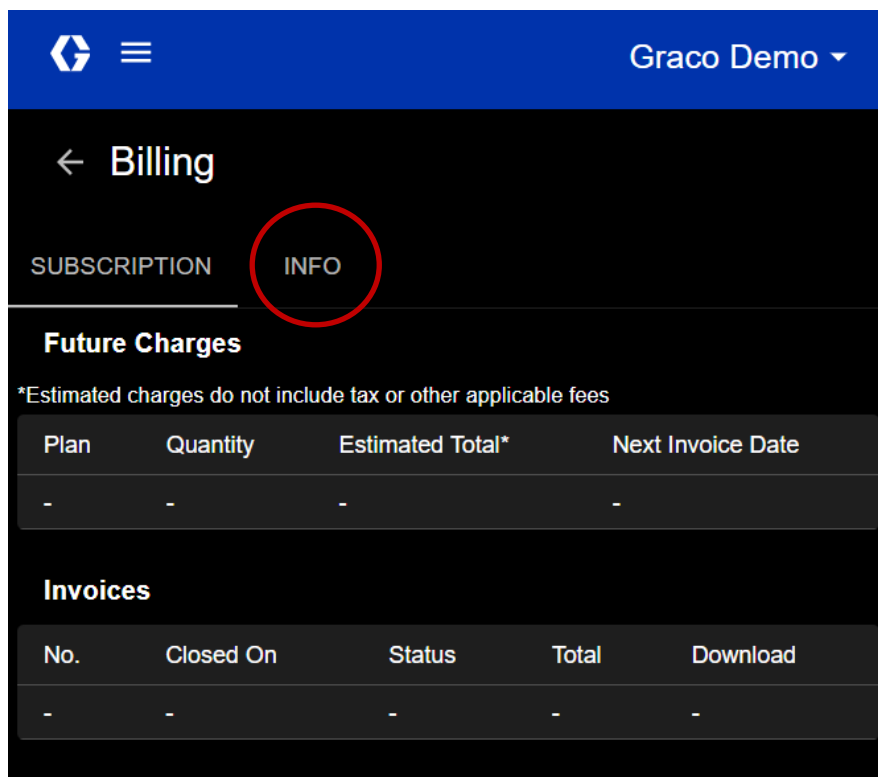 Graco Demo
Billing
SUBSCRIPTION INFO
Future Charges
*Estimated charges do not include tax or other applicable fees
Plan Quantity Estimated Total* Next Invoice Date
- - - -
Invoices
No. Closed On Status Total Download
- - - - -